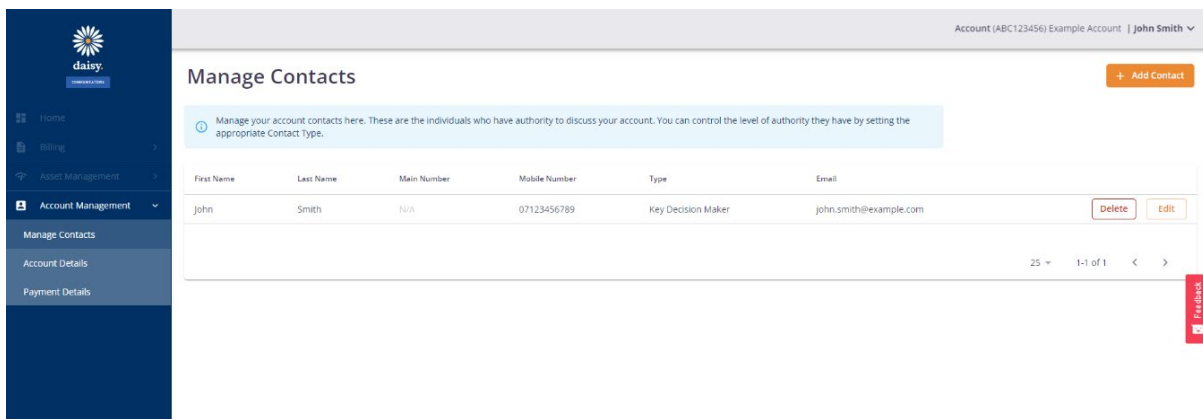 Account (ABC123456) Example Account | John Smith
daisy.
COMMUNICATIONS
Manage Contacts
+ Add Contact
Manage your account contacts here. These are the individuals who have authority to discuss your account. You can control the level of authority they have by setting the
appropriate Contact Type.
Home
Billing
Asset Management
Account Management
Manage Contacts
Account Details
Payment Details
First Name Last Name Main Number Mobile Number Type Email
John Smith N/A 07123456789 Key Decision Maker john.smith@example.com Delete Edit
25 1-1 of 1
Feedback